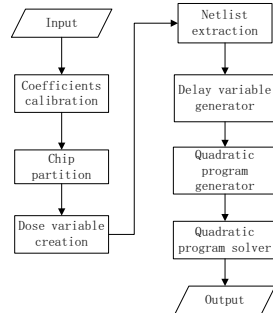 Input
Coefficients
calibration
Chip
partition
Dose variable
creation
Netlist
extraction
Delay variable
generator
Quadratic
program
generator
Quadratic
program solver
Output